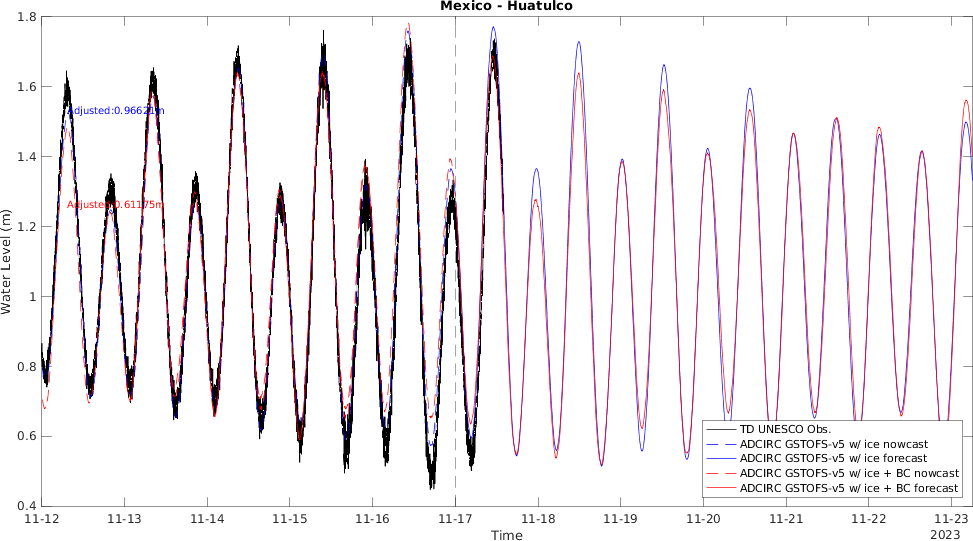 Mexico - Huatulco
1.8
1.6
1.4
1.2
1
0.8
0.6
0.4
Water Level (m)
Adjusted:0.96621m
Adjusted:0.61175m
TD UNESCO Obs.
ADCIRC GSTOFS-v5 w/ ice nowcast
ADCIRC GSTOFS-v5 w/ ice forecast
ADCIRC GSTOFS-v5 w/ ice + BC nowcast
ADCIRC GSTOFS-v5 w/ ice + BC forecast
11-12 11-13 11-14 11-15 11-16 11-17 11-18 11-19 11-20 11-21 11-22 11-23
2023
Time